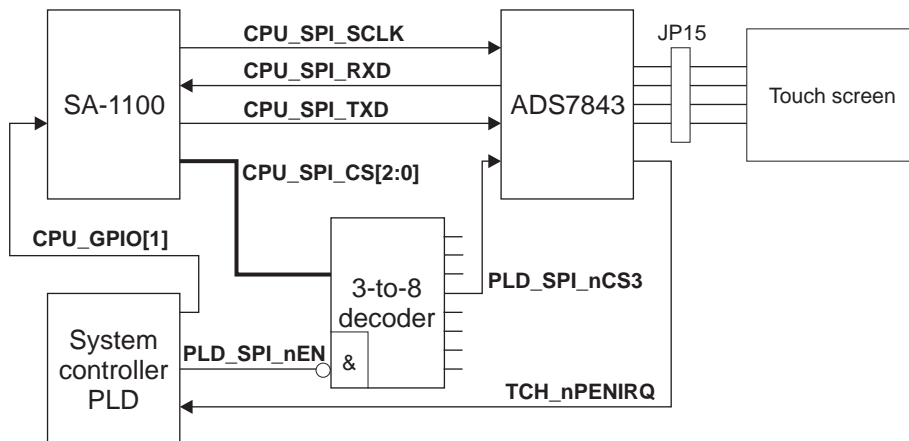 CPU_SPI_SCLK
JP15
CPU_SPI_RXD
SA-1100
ADS7843
Touch screen
CPU_SPI_TXD
CPU_SPI_CS[2:0]
CPU_GPIO[1]
PLD_SPI_nCS3
3-to-8
decoder
System
controller
PLD
PLD_SPI_nEN
&
TCH_nPENIRQ